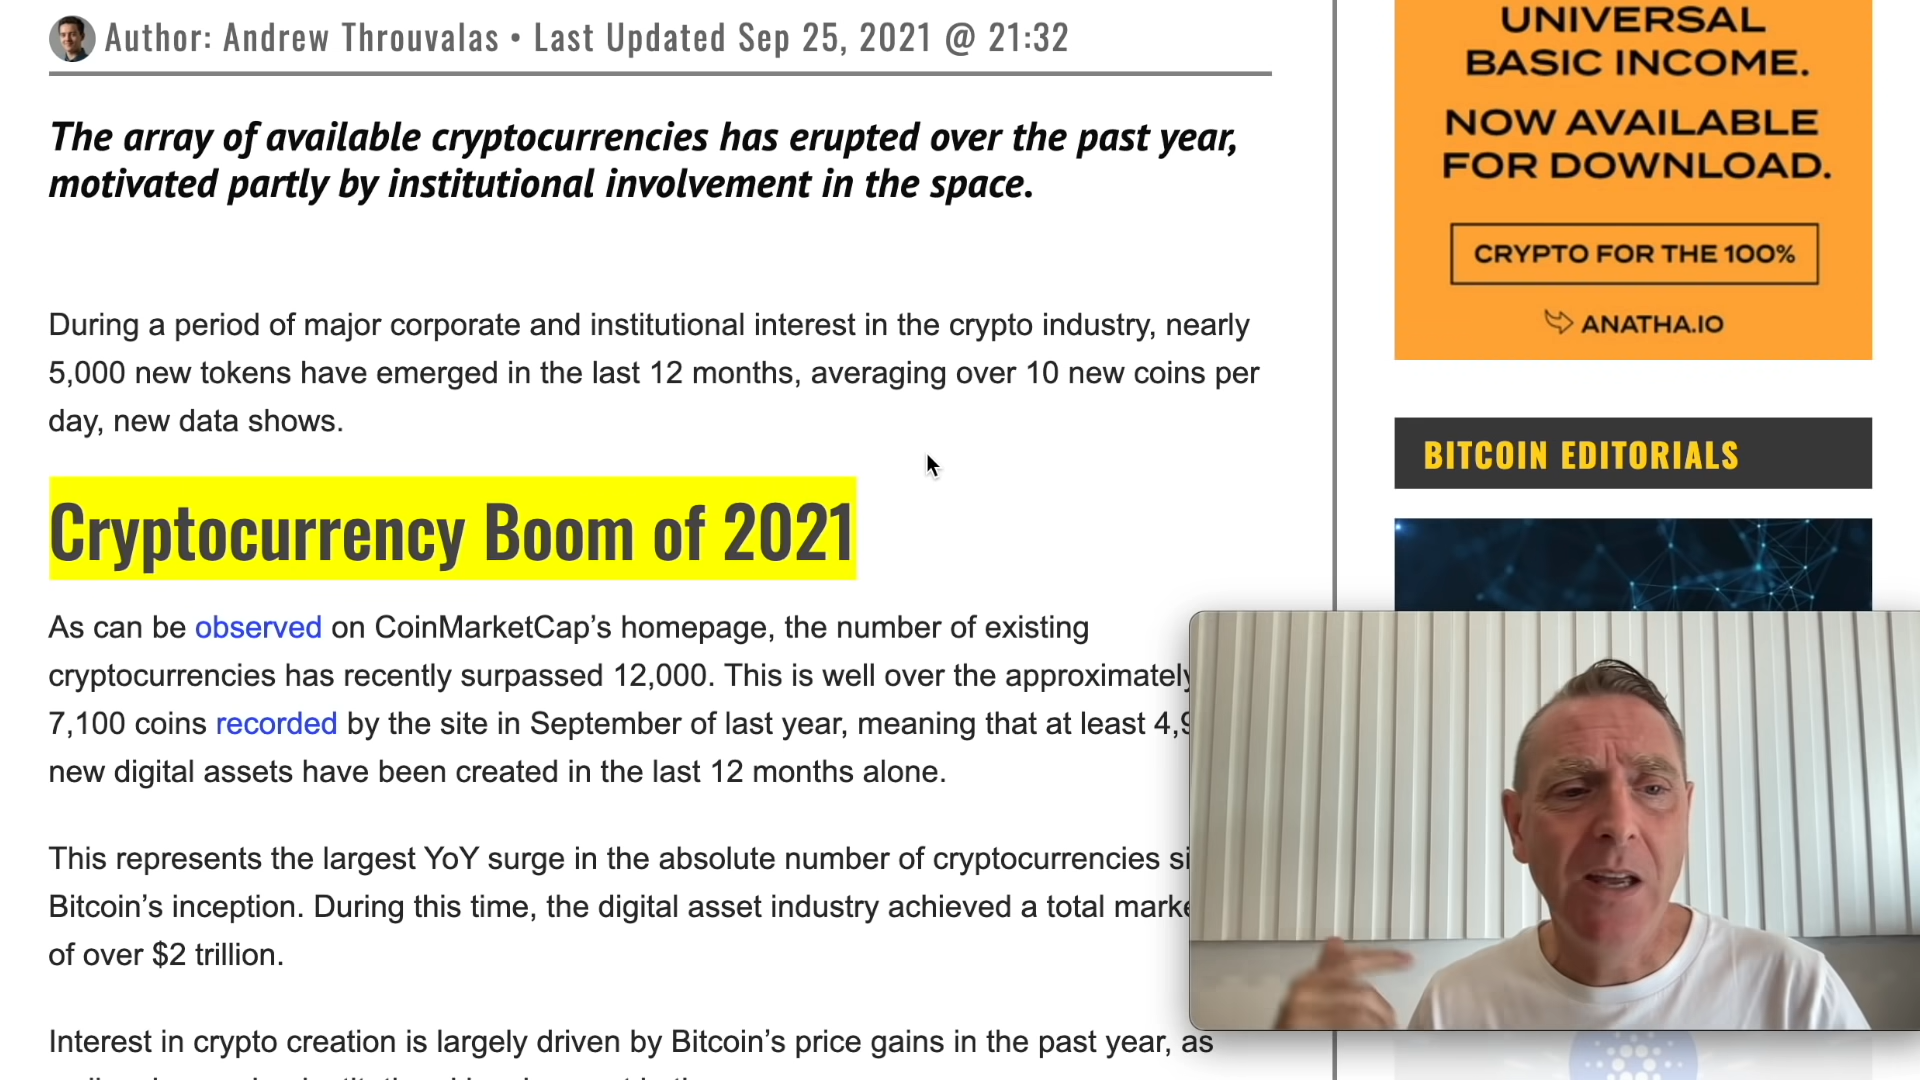 Author: Andrew Throuvalas • Last Updated Sep 25, 2021 @ 21:32
The array of available cryptocurrencies has erupted over the past year,
motivated partly by institutional involvement in the space.
During a period of major corporate and institutional interest in the crypto industry, nearly
5,000 new tokens have emerged in the last 12 months, averaging over 10 new coins per
day, new data shows.
Cryptocurrency Boom of 2021
As can be observed on CoinMarketCap’s homepage, the number of existing
cryptocurrencies has recently surpassed 12,000. This is well over the approximately
7,100 coins recorded by the site in September of last year, meaning that at least
new digital assets have been created in the last 12 months alone.
This represents the largest YoY surge in the absolute number of cryptocurrencies
Bitcoin’s inception. During this time, the digital asset industry achieved a total
of over $2 trillion.
Interest in crypto creation is largely driven by Bitcoin’s price gains in the past year, as
UNIVERSAL
BASIC INCOME.
NOW AVAILABLE
FOR DOWNLOAD.
CRYPTO FOR THE 100%
ANATHA.IO
BITCOIN EDITORIALS